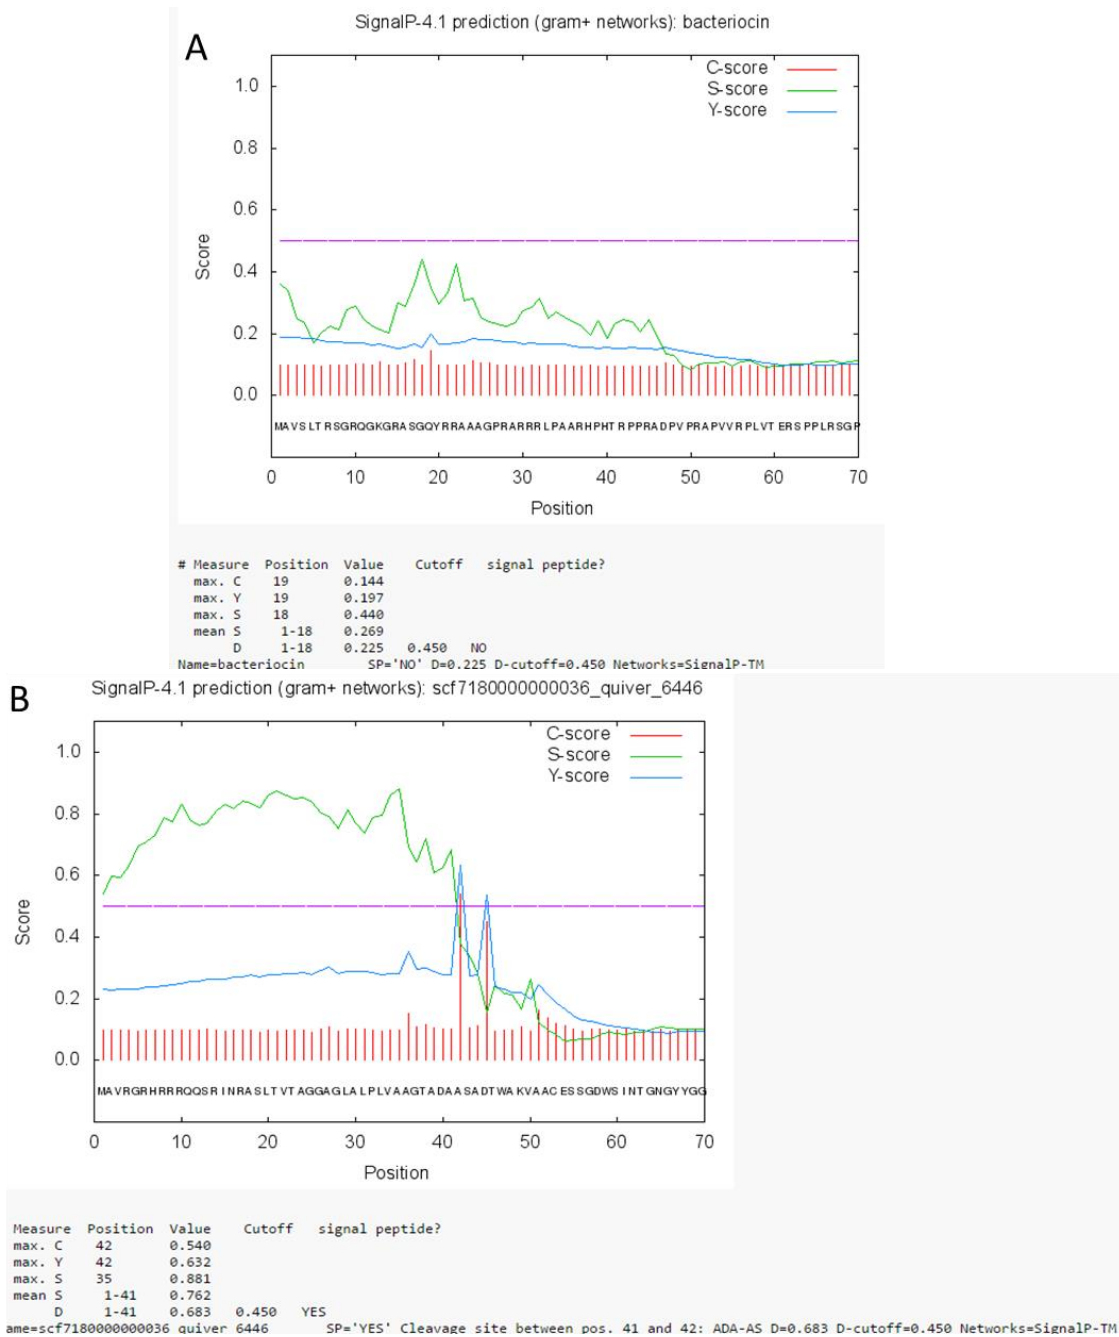 A
SignalP-4.1 prediction (gram+ networks): bacteriocin
C-score
S-score
Y-score
1.0
0.8
0.6
0.4
0.2
0.0
Score
MAVSLTRSGRQGKGRASGQYRRAAAGPRARRRLPAARHPHTRPPRADPVPRAPVVRPLVTERSPPLRSGP
0 10 20 30 40 50 60 70
Position
# Measure Position Value Cutoff signal peptide?
max. C 19 0.144
max. Y 19 0.197
max. S 18 0.440
mean S 1-18 0.269
D 1-18 0.225 0.450 NO
Name=bacteriocin SP='NO' D=0.225 D-cutoff=0.450 Networks=SignalP-TM
B
SignalP-4.1 prediction (gram+ networks): scf7180000000036_quiver_6446
C-score
S-score
Y-score
1.0
0.8
0.6
0.4
0.2
0.0
Score
MAVRGRHRRRQQSRINRASLTVTAGGAGLALPLVAAGTADAASADTWAKVAACESSGDWSINTGNGYYGG
0 10 20 30 40 50 60 70
Position
Measure Position Value Cutoff signal peptide?
max. C 42 0.540
max. Y 42 0.632
max. S 35 0.881
mean S 1-41 0.762
D 1-41 0.683 0.450 YES
ame=scf7180000000036_quiver_6446 SP='YES' Cleavage site between pos. 41 and 42: ADA-AS D=0.683 D-cutoff=0.450 Networks=SignalP-TM